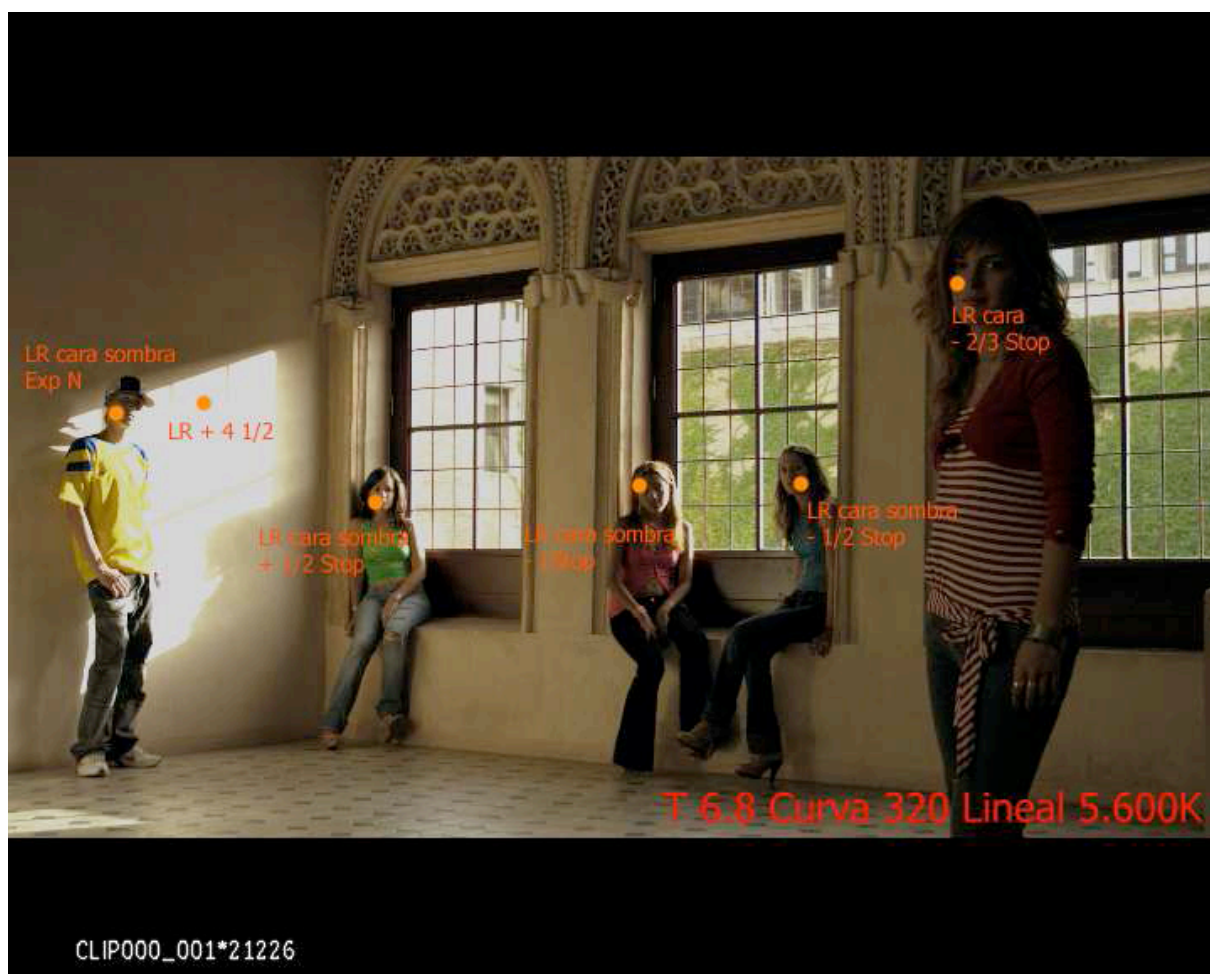 LR cara sombra
Exp N
LR + 4 1/2
LR cara
- 2/3 Stop
LR cara sombra
+ 1/2 Stop
LR cara sombra
Stop
LR cara sombra
- 1/2 Stop
T 6.8 Curva 320 Lineal 5.600K
CLIP000_001*21226